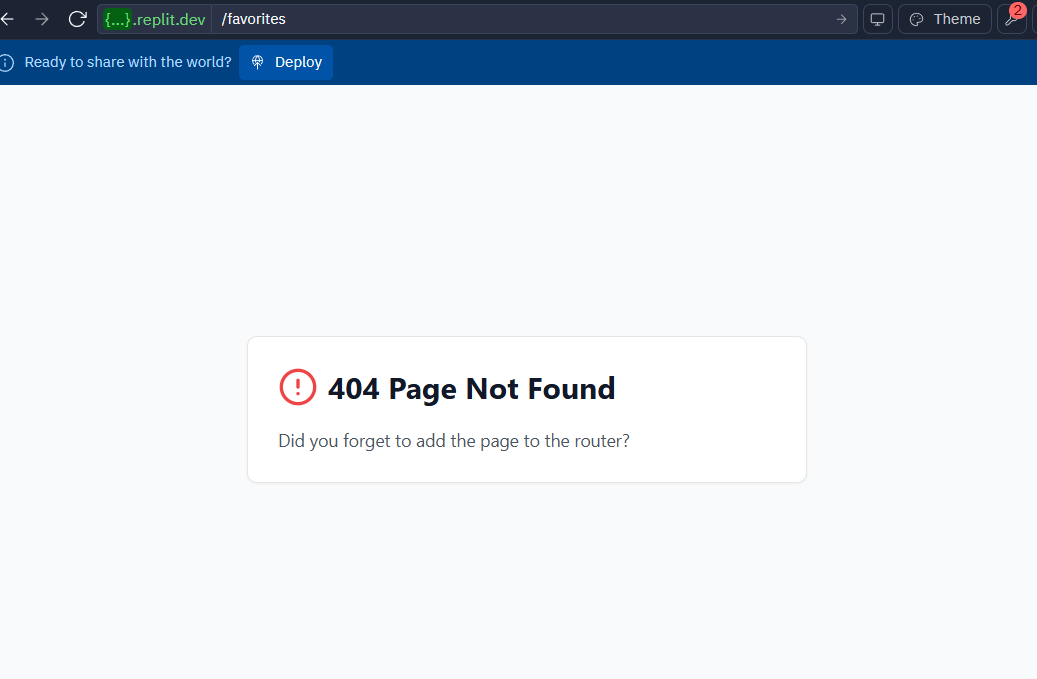 {...}.replit.dev /favorites Theme 2
Ready to share with the world? Deploy
404 Page Not Found
Did you forget to add the page to the router?